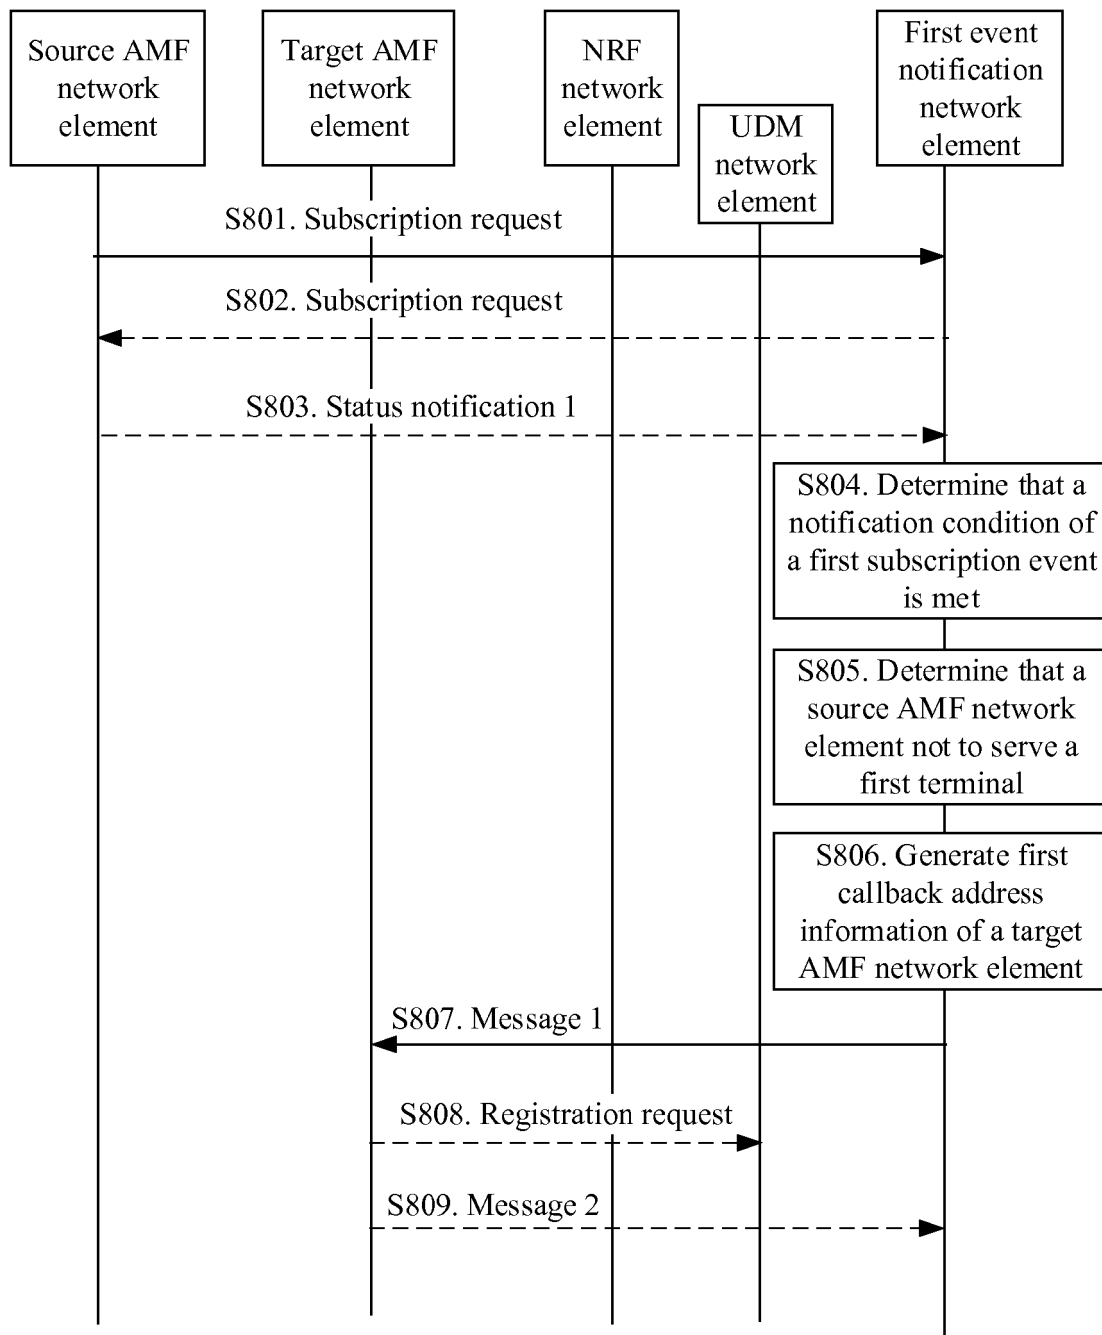 Source AMF
network
element
Target AMF
network
element
NRF
network
element
UDM
network
element
First event
notification
network
element
S801. Subscription request
S802. Subscription request
S803. Status notification 1
S804. Determine that a
notification condition of
a first subscription event
is met
S805. Determine that a
source AMF network
element not to serve a
first terminal
S806. Generate first
callback address
information of a target
AMF network element
S807. Message 1
S808. Registration request
S809. Message 2